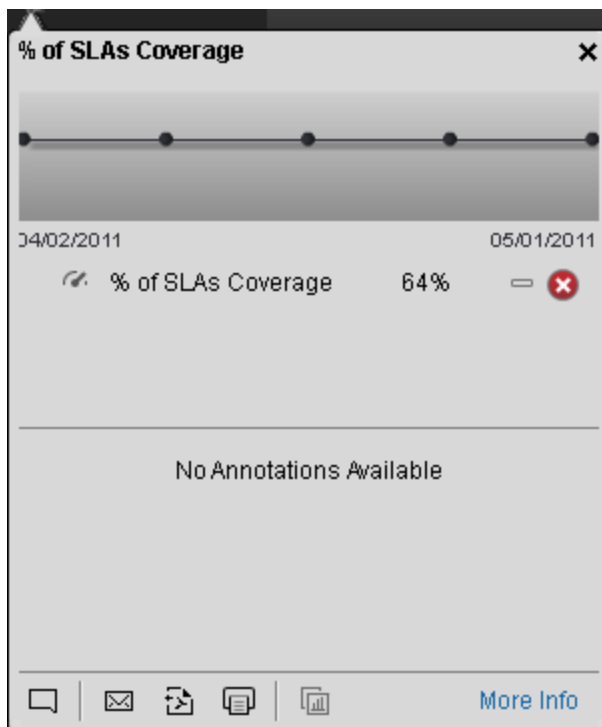 % of SLAs Coverage
04/02/2011 05/01/2011
% of SLAs Coverage 64%
No Annotations Available
More Info